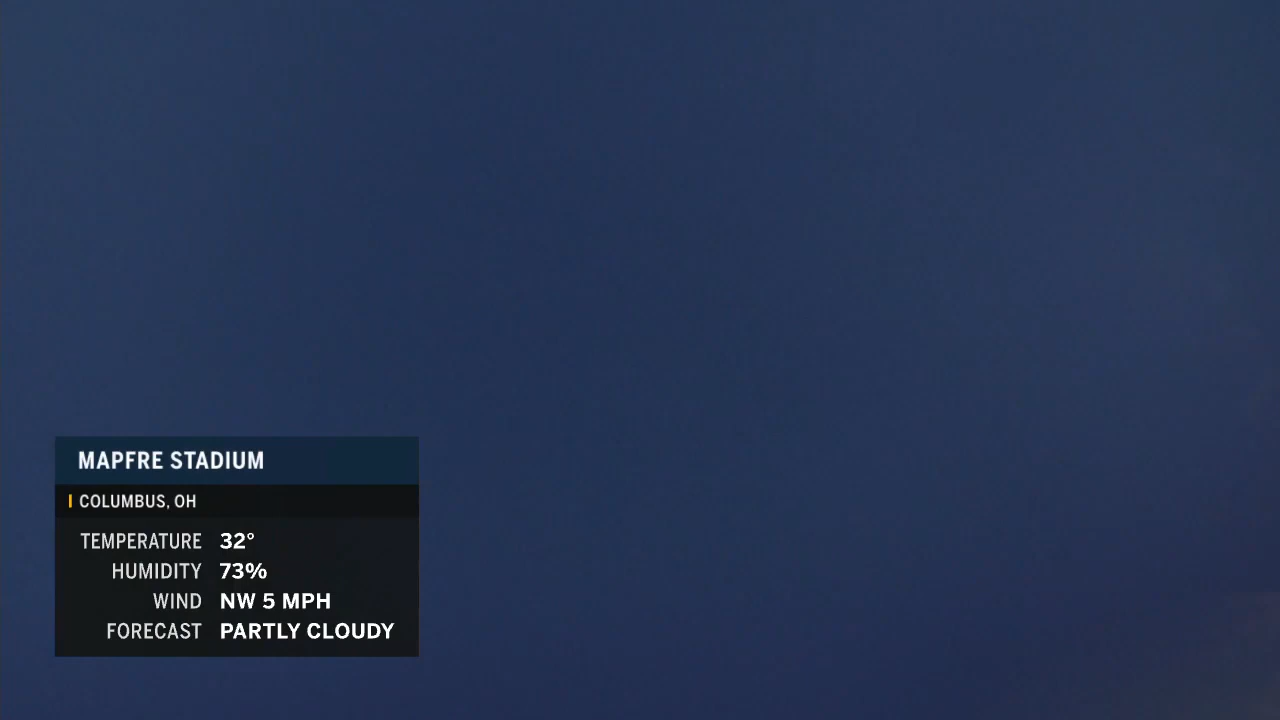 MAPFRE STADIUM
COLUMBUS, OH
TEMPERATURE 32°
HUMIDITY 73%
WIND NW 5 MPH
FORECAST PARTLY CLOUDY